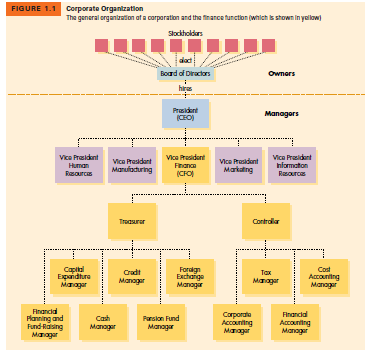 FIGURE 1.1 Corporate Organization
The general organization of a corporation and the finance function (which is shown in yellow)
Stockholders
elect
Board of Directors
Owners
hires
President
(CEO)
Managers
Vice President
Human
Resources
Vice President
Manufacturing
Vice President
Finance
(CFO)
Vice President
Marketing
Vice President
Information
Resources
Treasurer
Controller
Capital
Expenditure
Manager
Credit
Manager
Foreign
Exchange
Manager
Tax
Manager
Cost
Accounting
Manager
Financial
Planning and
Fund-Raising
Manager
Cash
Manager
Pension Fund
Manager
Corporate
Accounting
Manager
Financial
Accounting
Manager